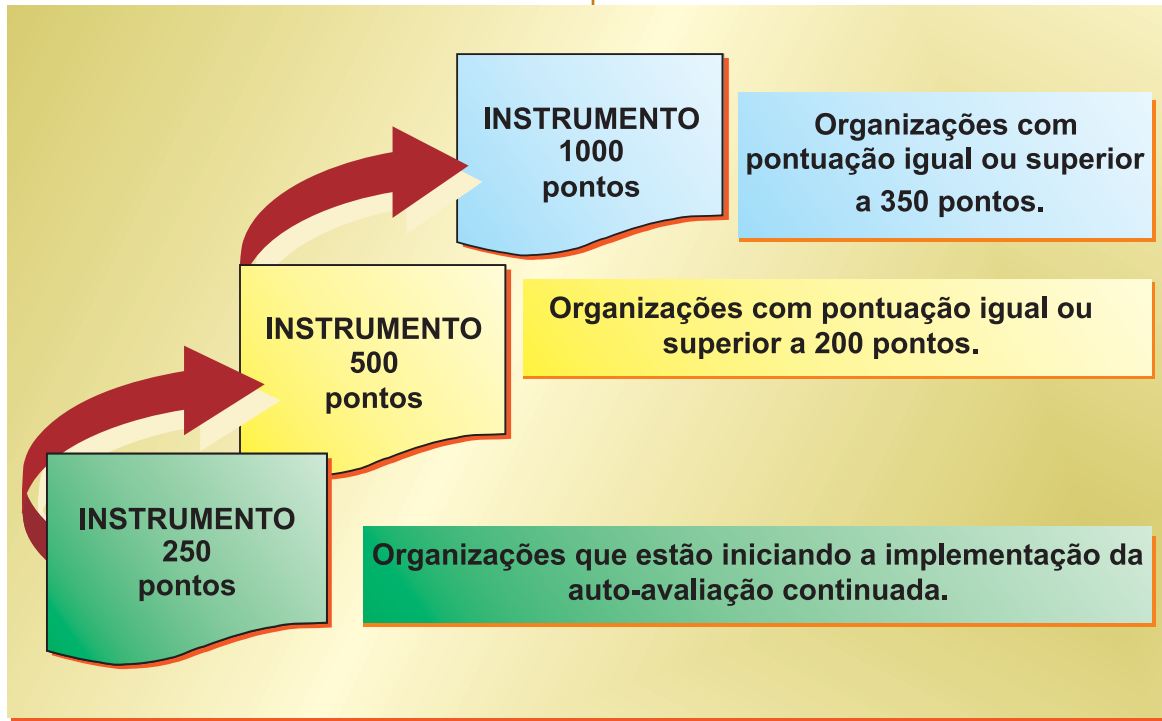 INSTRUMENTO
1000
pontos
Organizações com
pontuação igual ou superior
a 350 pontos.
INSTRUMENTO
500
pontos
Organizações com pontuação igual ou
superior a 200 pontos.
INSTRUMENTO
250
pontos
Organizações que estão iniciando a implementação da
auto-avaliação continuada.